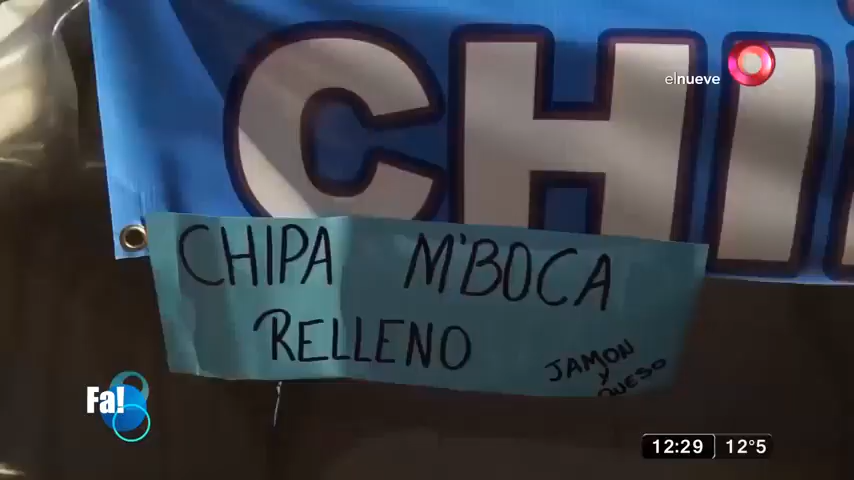 CHI
elnueve
CHIPA M'BOCA
RELLENO
JAMON
Y
QUESO
Fa!
12:29 12°5